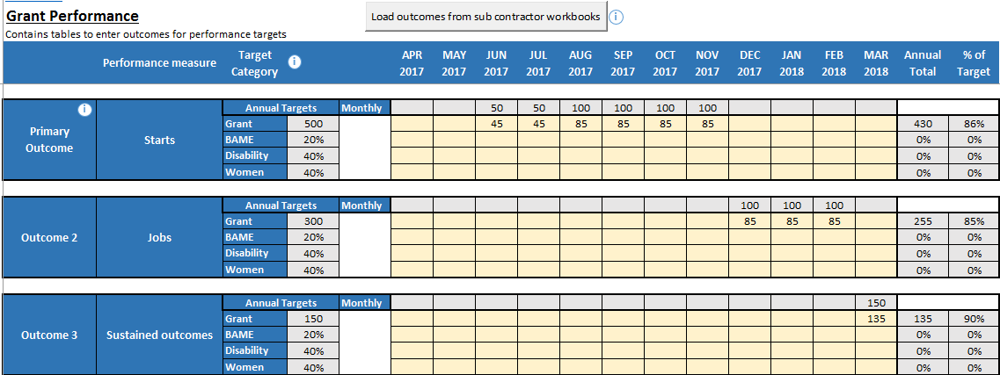 Grant Performance
Load outcomes from sub contractor workbooks
Contains tables to enter outcomes for performance targets
Performance measure Target Category APR 2017 MAY 2017 JUN 2017 JUL 2017 AUG 2017 SEP 2017 OCT 2017 NOV 2017 DEC 2017 JAN 2018 FEB 2018 MAR 2018 Annual Total % of Target
Primary Outcome Starts
Annual Targets Monthly 50 50 100 100 100 100
Grant 500 45 45 85 85 85 85 430 86%
BAME 20% 0% 0%
Disability 40% 0% 0%
Women 40% 0% 0%
Outcome 2 Jobs
Annual Targets Monthly 100 100 100
Grant 300 85 85 85 255 85%
BAME 20% 0% 0%
Disability 40% 0% 0%
Women 40% 0% 0%
Outcome 3 Sustained outcomes
Annual Targets Monthly 150
Grant 150 135 135 90%
BAME 20% 0% 0%
Disability 40% 0% 0%
Women 40% 0% 0%